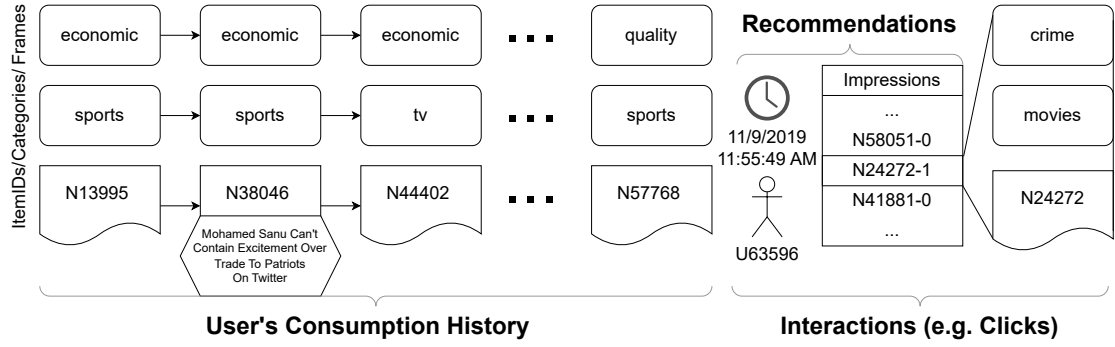 ItemIDs/Categories/ Frames
economic
economic
economic
...
quality
sports
sports
tv
...
sports
N13995
N38046
N44402
...
N57768
Mohamed Sanu Can't
Contain Excitement Over
Trade To Patriots
On Twitter
User's Consumption History
Recommendations
11/9/2019
11:55:49 AM
U63596
Impressions
...
N58051-0
N24272-1
N41881-0
...
crime
movies
N24272
Interactions (e.g. Clicks)